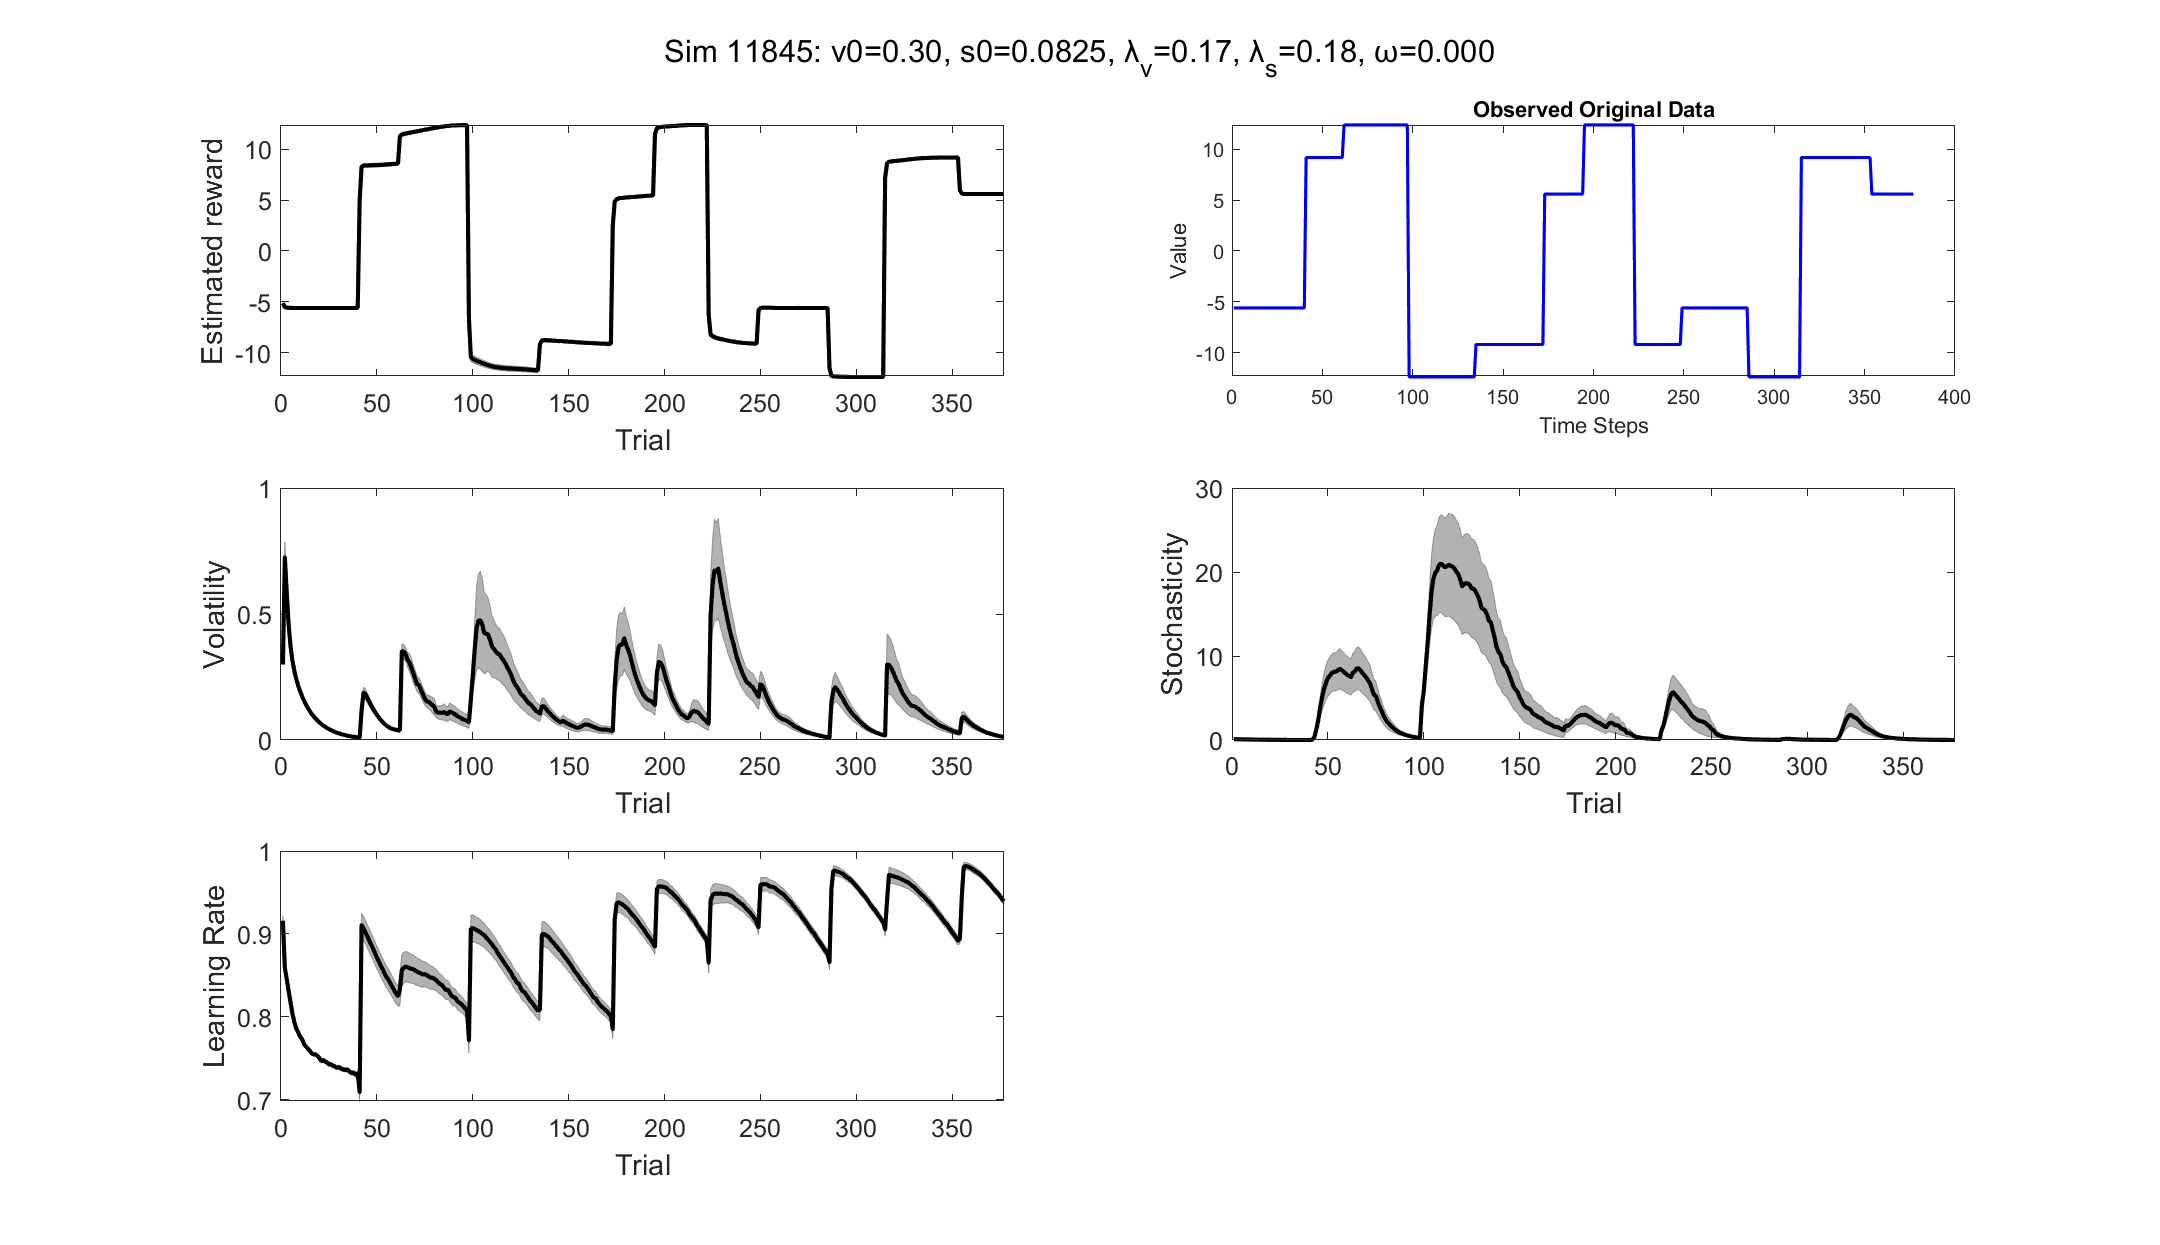 Sim 11845: v0=0.30, s0=0.0825, λ_v=0.17, λ_s=0.18, ω=0.000
Estimated reward
10
5
0
-5
-10
0 50 100 150 200 250 300 350
Trial
Observed Original Data
Value
10
5
0
-5
-10
0 50 100 150 200 250 300 350 400
Time Steps
Volatility
1
0.5
0
0 50 100 150 200 250 300 350
Trial
Stochasticity
30
20
10
0
0 50 100 150 200 250 300 350
Trial
Learning Rate
1
0.9
0.8
0.7
0 50 100 150 200 250 300 350
Trial